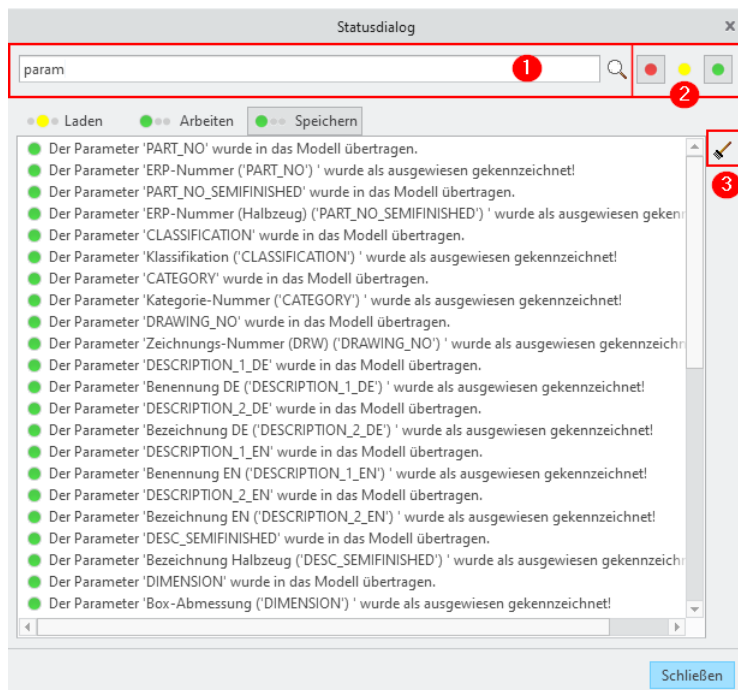 Statusdialog x
param 1
2
Laden Arbeiten Speichern
Der Parameter 'PART_NO' wurde in das Modell übertragen.
Der Parameter 'ERP-Nummer ('PART_NO') ' wurde als ausgewiesen gekennzeichnet!
3
Der Parameter 'PART_NO_SEMIFINISHED' wurde in das Modell übertragen.
Der Parameter 'ERP-Nummer (Halbzeug) ('PART_NO_SEMIFINISHED') ' wurde als ausgewiesen geken
Der Parameter 'CLASSIFICATION' wurde in das Modell übertragen.
Der Parameter 'Klassifikation ('CLASSIFICATION') ' wurde als ausgewiesen gekennzeichnet!
Der Parameter 'CATEGORY' wurde in das Modell übertragen.
Der Parameter 'Kategorie-Nummer ('CATEGORY') ' wurde als ausgewiesen gekennzeichnet!
Der Parameter 'DRAWING_NO' wurde in das Modell übertragen.
Der Parameter 'Zeichnungs-Nummer (DRW) ('DRAWING_NO') ' wurde als ausgewiesen gekennzeichn
Der Parameter 'DESCRIPTION_1_DE' wurde in das Modell übertragen.
Der Parameter 'Benennung DE ('DESCRIPTION_1_DE') ' wurde als ausgewiesen gekennzeichnet!
Der Parameter 'DESCRIPTION_2_DE' wurde in das Modell übertragen.
Der Parameter 'Bezeichnung DE ('DESCRIPTION_2_DE') ' wurde als ausgewiesen gekennzeichnet!
Der Parameter 'DESCRIPTION_1_EN' wurde in das Modell übertragen.
Der Parameter 'Benennung EN ('DESCRIPTION_1_EN') ' wurde als ausgewiesen gekennzeichnet!
Der Parameter 'DESCRIPTION_2_EN' wurde in das Modell übertragen.
Der Parameter 'Bezeichnung EN ('DESCRIPTION_2_EN') ' wurde als ausgewiesen gekennzeichnet!
Der Parameter 'DESC_SEMIFINISHED' wurde in das Modell übertragen.
Der Parameter 'Bezeichnung Halbzeug ('DESC_SEMIFINISHED') ' wurde als ausgewiesen gekennzeich
Der Parameter 'DIMENSION' wurde in das Modell übertragen.
Der Parameter 'Box-Abmessung ('DIMENSION') ' wurde als ausgewiesen gekennzeichnet!
Schließen